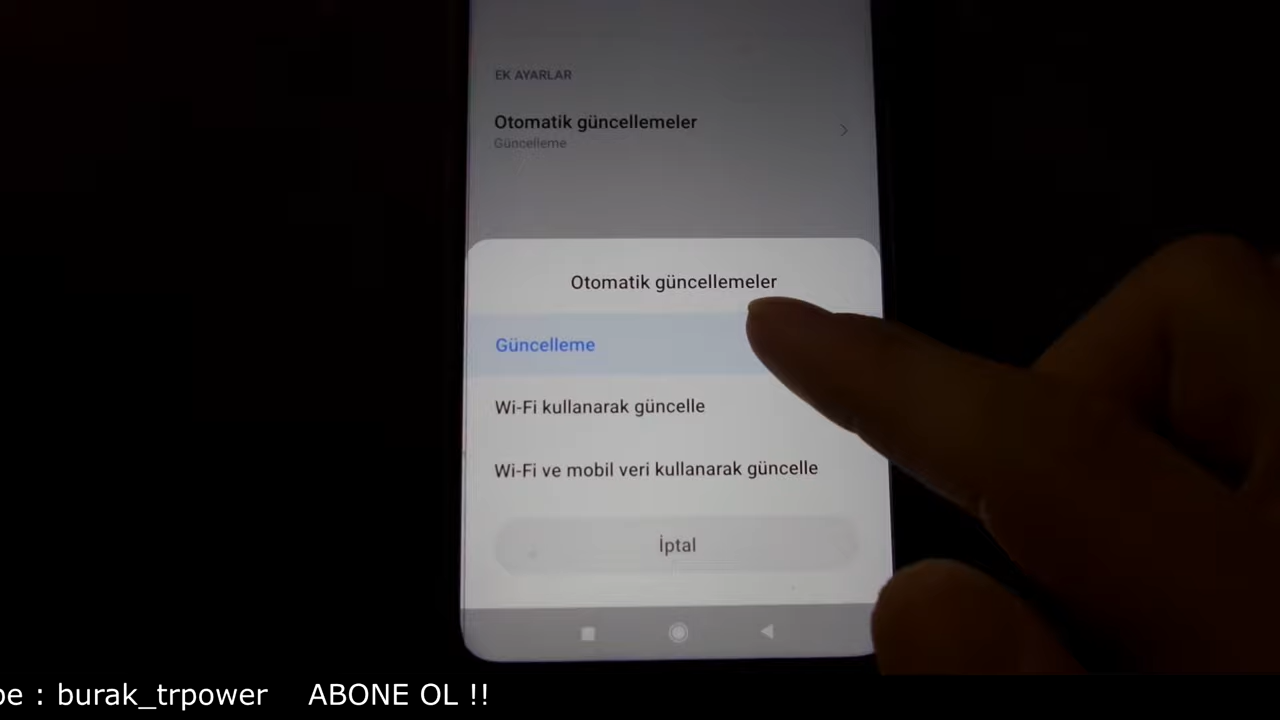 EK AYARLAR
Otomatik güncellemeler
Güncelleme
Otomatik güncellemeler
Güncelleme
Wi-Fi kullanarak güncelle
Wi-Fi ve mobil veri kullanarak güncelle
İptal
be : burak_trpower ABONE OL !!